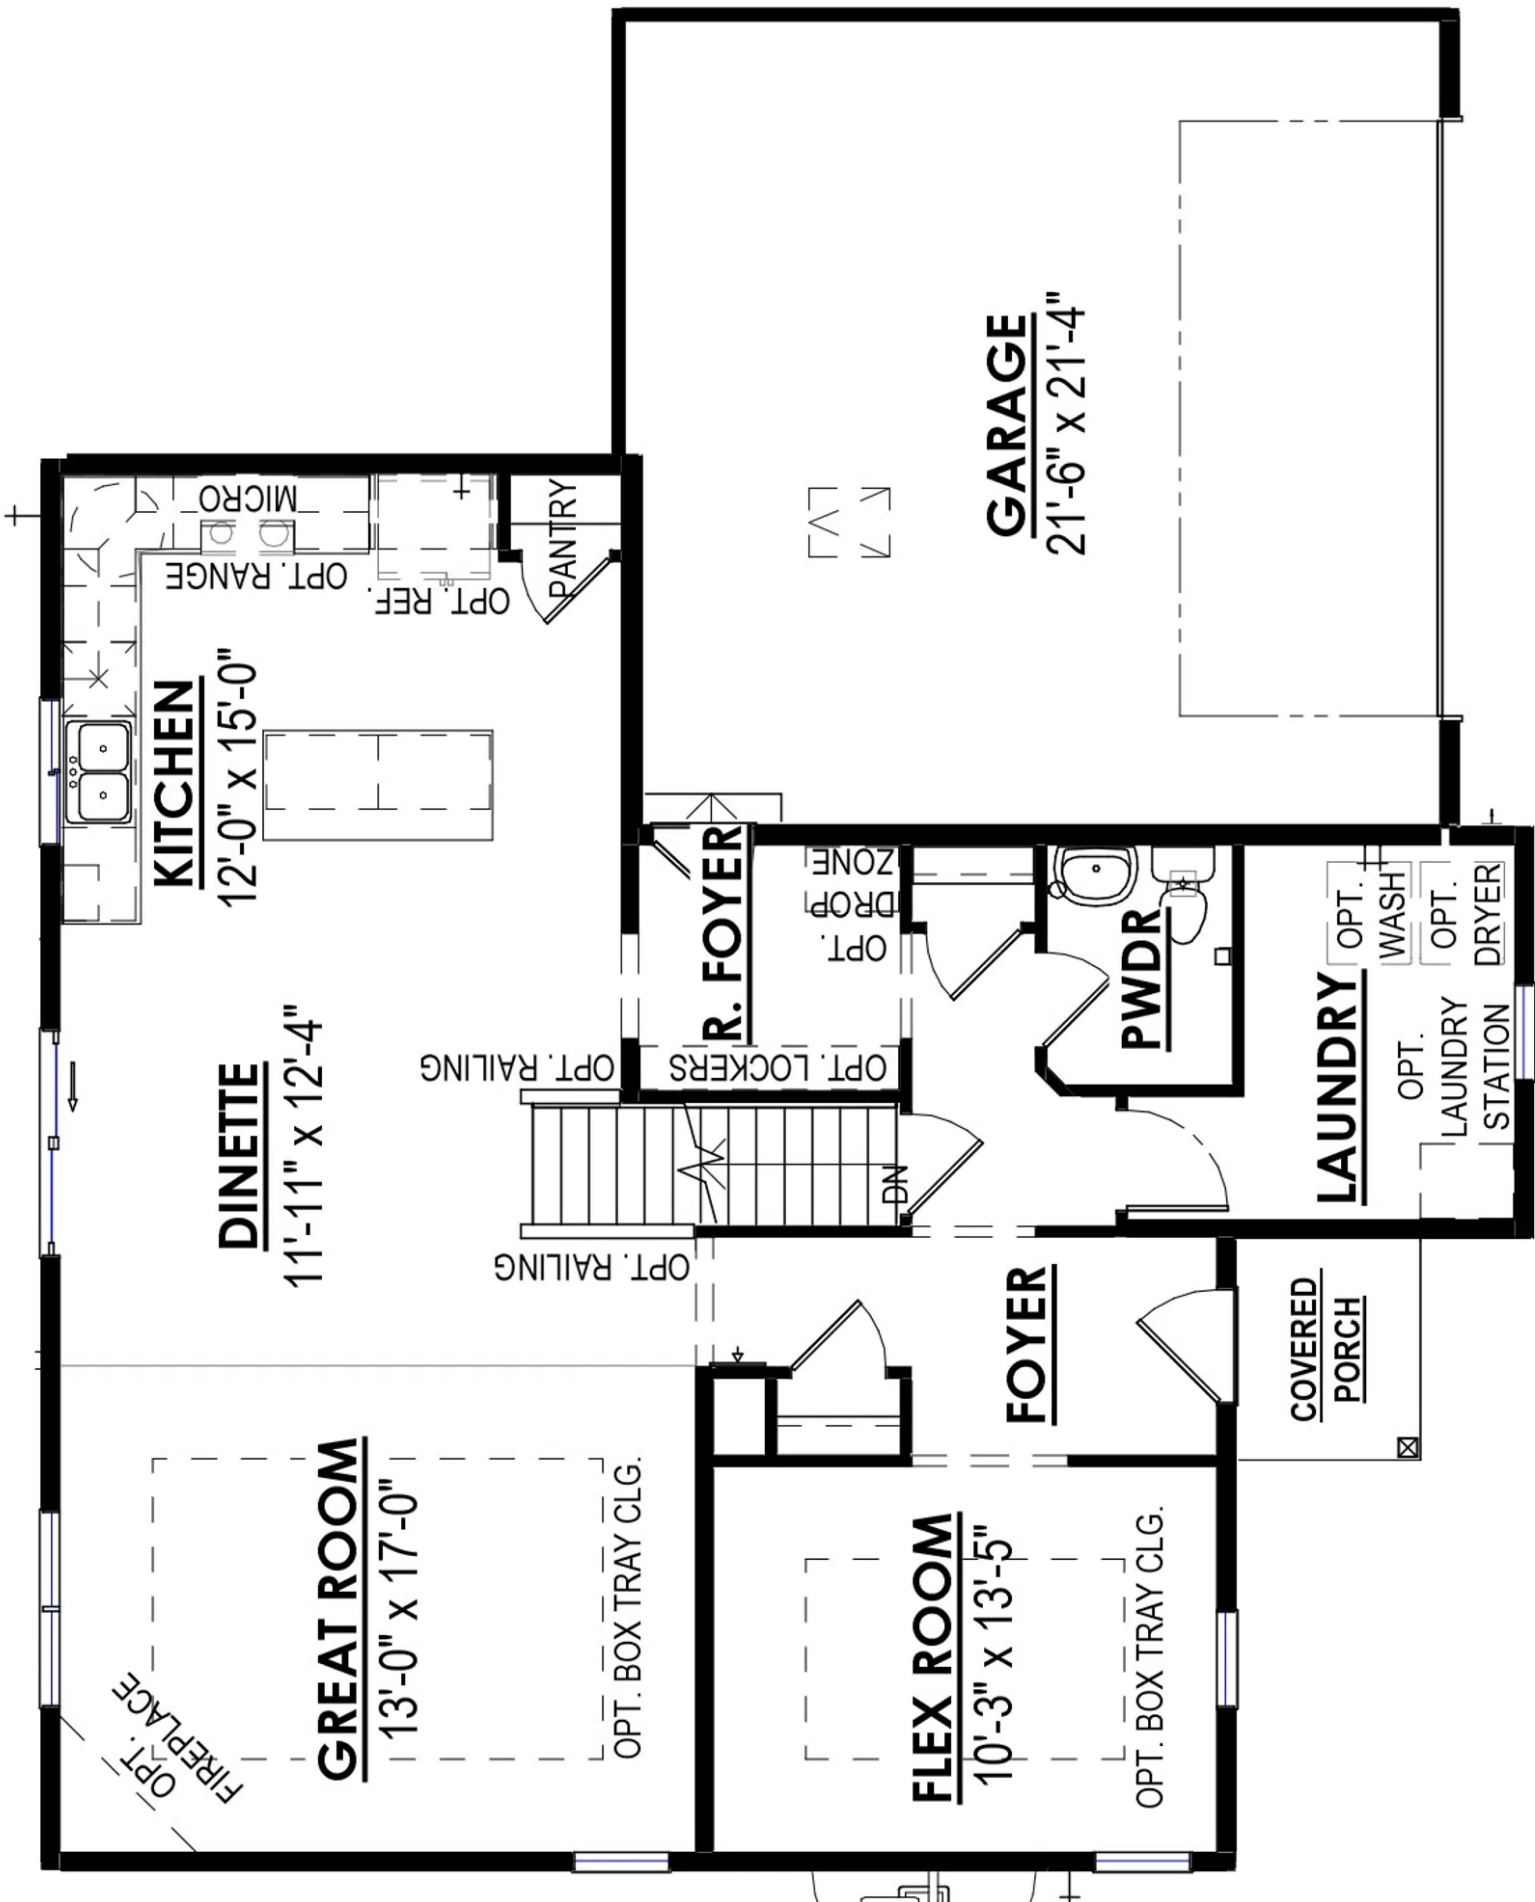 GARAGE
21'-6" x 21'-4"
MICRO
OPT. RANGE
OPT. REF.
PANTRY
KITCHEN
12'-0" x 15'-0"
R. FOYER
OPT.
DROP
ZONE
OPT. LOCKERS
PWDR
OPT.
WASH
OPT.
DRYER
LAUNDRY
OPT.
LAUNDRY
STATION
DINETTE
11'-11" x 12'-4"
OPT. RAILING
OPT. RAILING
DN
FOYER
COVERED
PORCH
GREAT ROOM
13'-0" x 17'-0"
OPT. BOX TRAY CLG.
OPT.
FIREPLACE
FLEX ROOM
10'-3" x 13'-5"
OPT. BOX TRAY CLG.